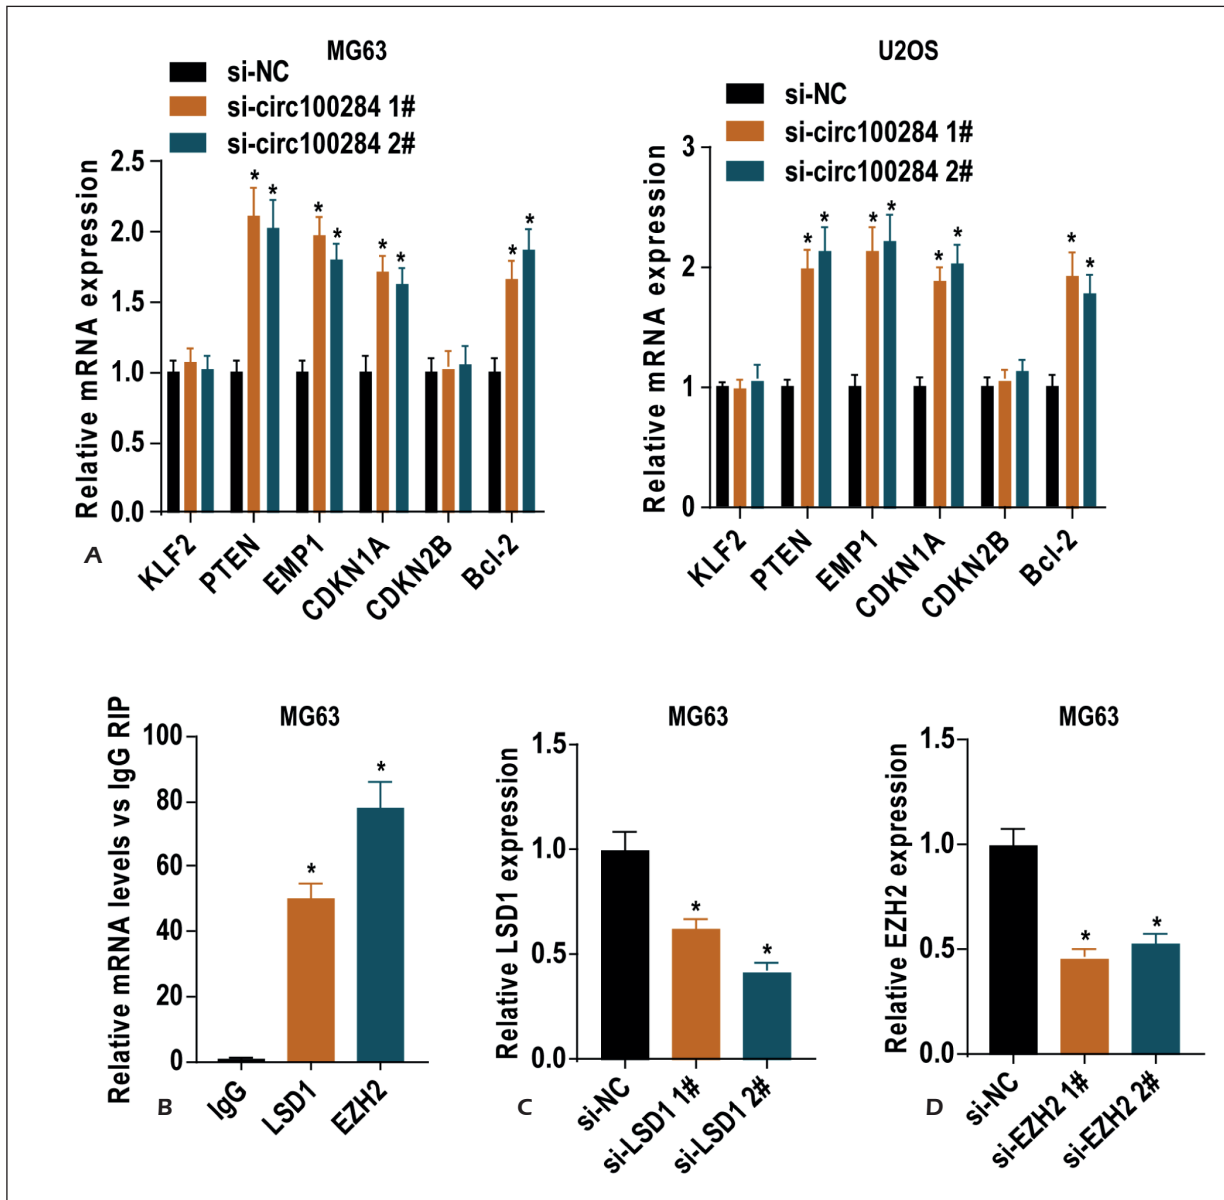 MG63
si-NC
si-circ100284 1#
si-circ100284 2#
Relative mRNA expression
2.5
2.0
1.5
1.0
0.5
0.0
KLF2
PTEN
EMP1
CDKN1A
CDKN2B
Bcl-2
* * * * * * * *
A
U2OS
si-NC
si-circ100284 1#
si-circ100284 2#
Relative mRNA expression
3
2
1
0
KLF2
PTEN
EMP1
CDKN1A
CDKN2B
Bcl-2
* * * * * * * *
MG63
Relative mRNA levels vs IgG RIP
100
80
60
40
20
0
* *
IgG
LSD1
EZH2
B
MG63
Relative LSD1 expression
1.5
1.0
0.5
0.0
* *
si-NC
si-LSD1 1#
si-LSD1 2#
C
MG63
Relative EZH2 expression
1.5
1.0
0.5
0.0
* *
si-NC
si-EZH2 1#
si-EZH2 2#
D